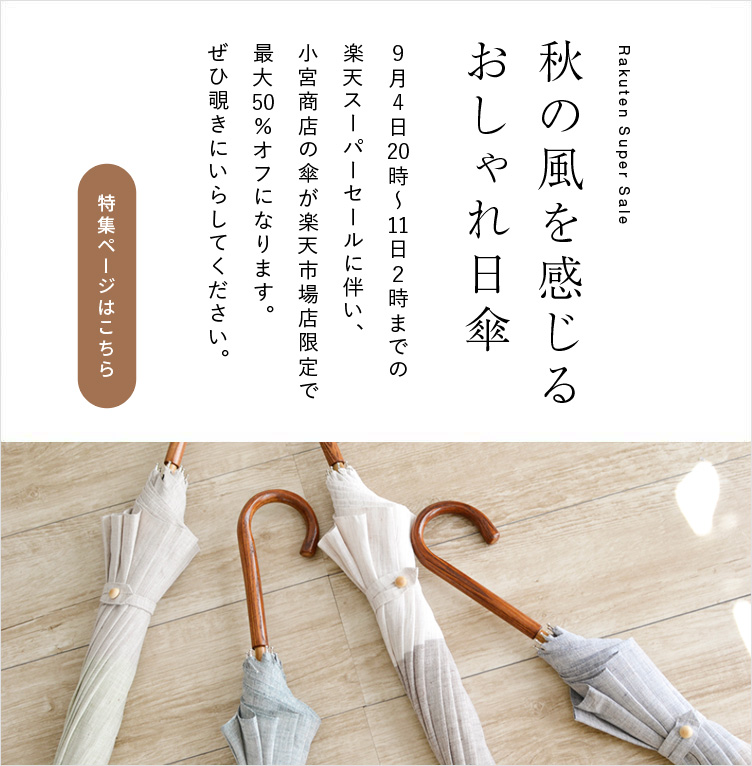 Rakuten Super Sale
秋の風を感じる
おしゃれ日傘
9月4日20時〜11日2時までの
楽天スーパーセールに伴い、
小宮商店の傘が楽天市場店限定で
最大50%オフになります。
ぜひ覗きにいらしてください。
特集ページはこちら